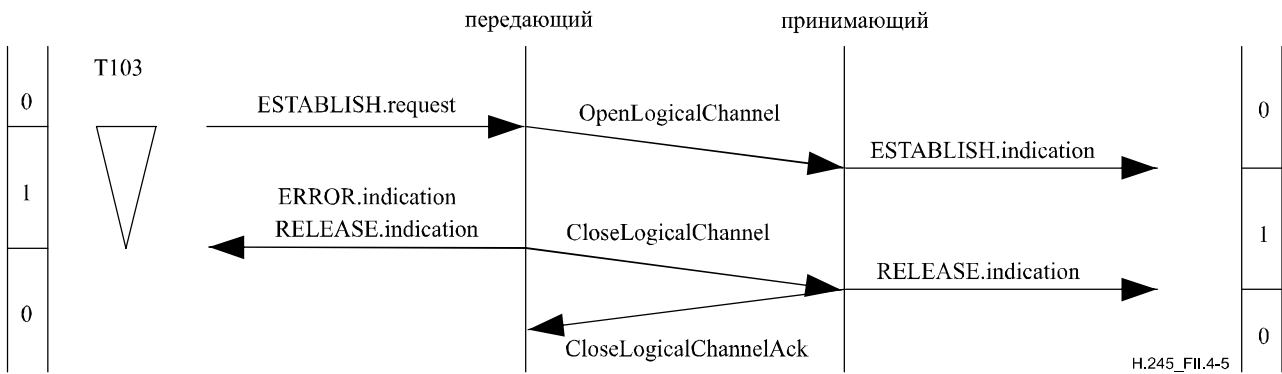 передающий
принимающий
T103
0
ESTABLISH.request
OpenLogicalChannel
0
ESTABLISH.indication
1
ERROR.indication
RELEASE.indication
CloseLogicalChannel
1
RELEASE.indication
0
CloseLogicalChannelAck
0
H.245_FII.4-5